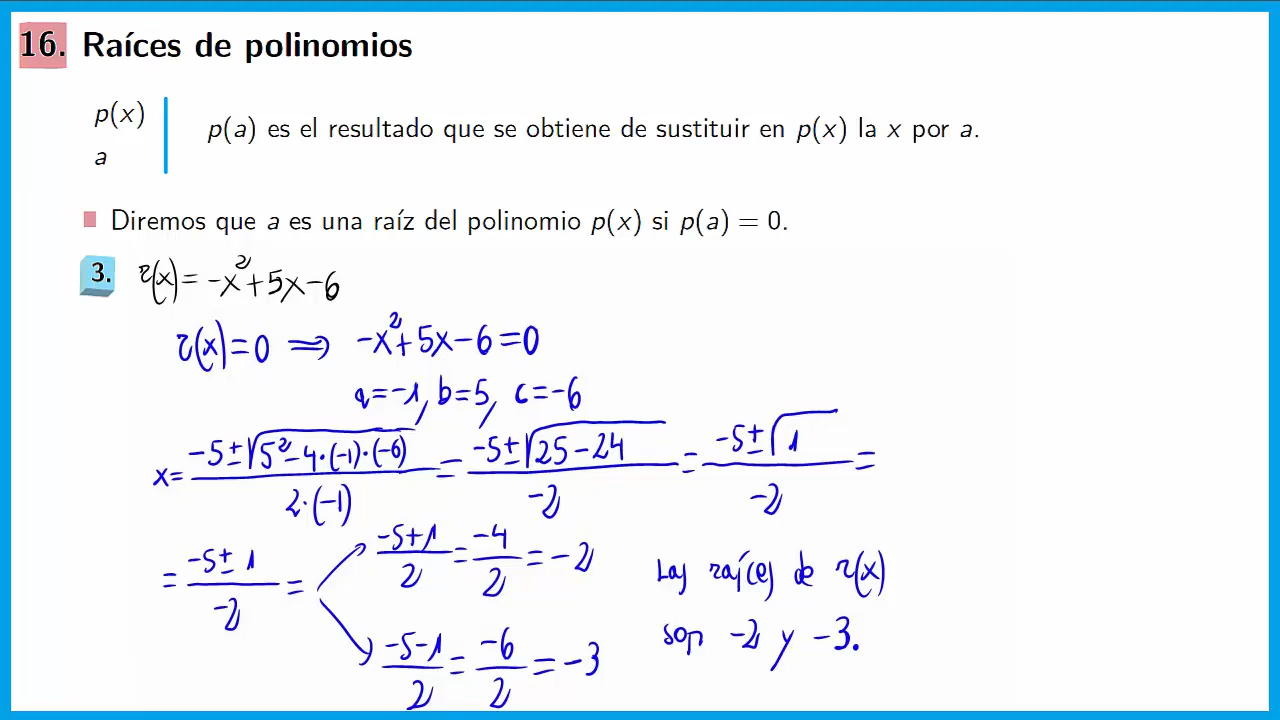 16. Raíces de polinomios
p(x)
a
p(a) es el resultado que se obtiene de sustituir en p(x) la x por a.
Diremos que a es una raíz del polinomio p(x) si p(a) = 0.
3. r(x) = -x² + 5x - 6
r(x) = 0 ⟹ -x² + 5x - 6 = 0
a = -1, b = 5, c = -6
x = (-5 ± √(5² - 4·(-1)·(-6))) / (2·(-1)) = (-5 ± √(25 - 24)) / -2 = (-5 ± √1) / -2 =
= (-5 ± 1) / -2 =
(-5+1) / 2 = -4 / 2 = -2
(-5-1) / 2 = -6 / 2 = -3
Las raíces de r(x)
son -2 y -3.